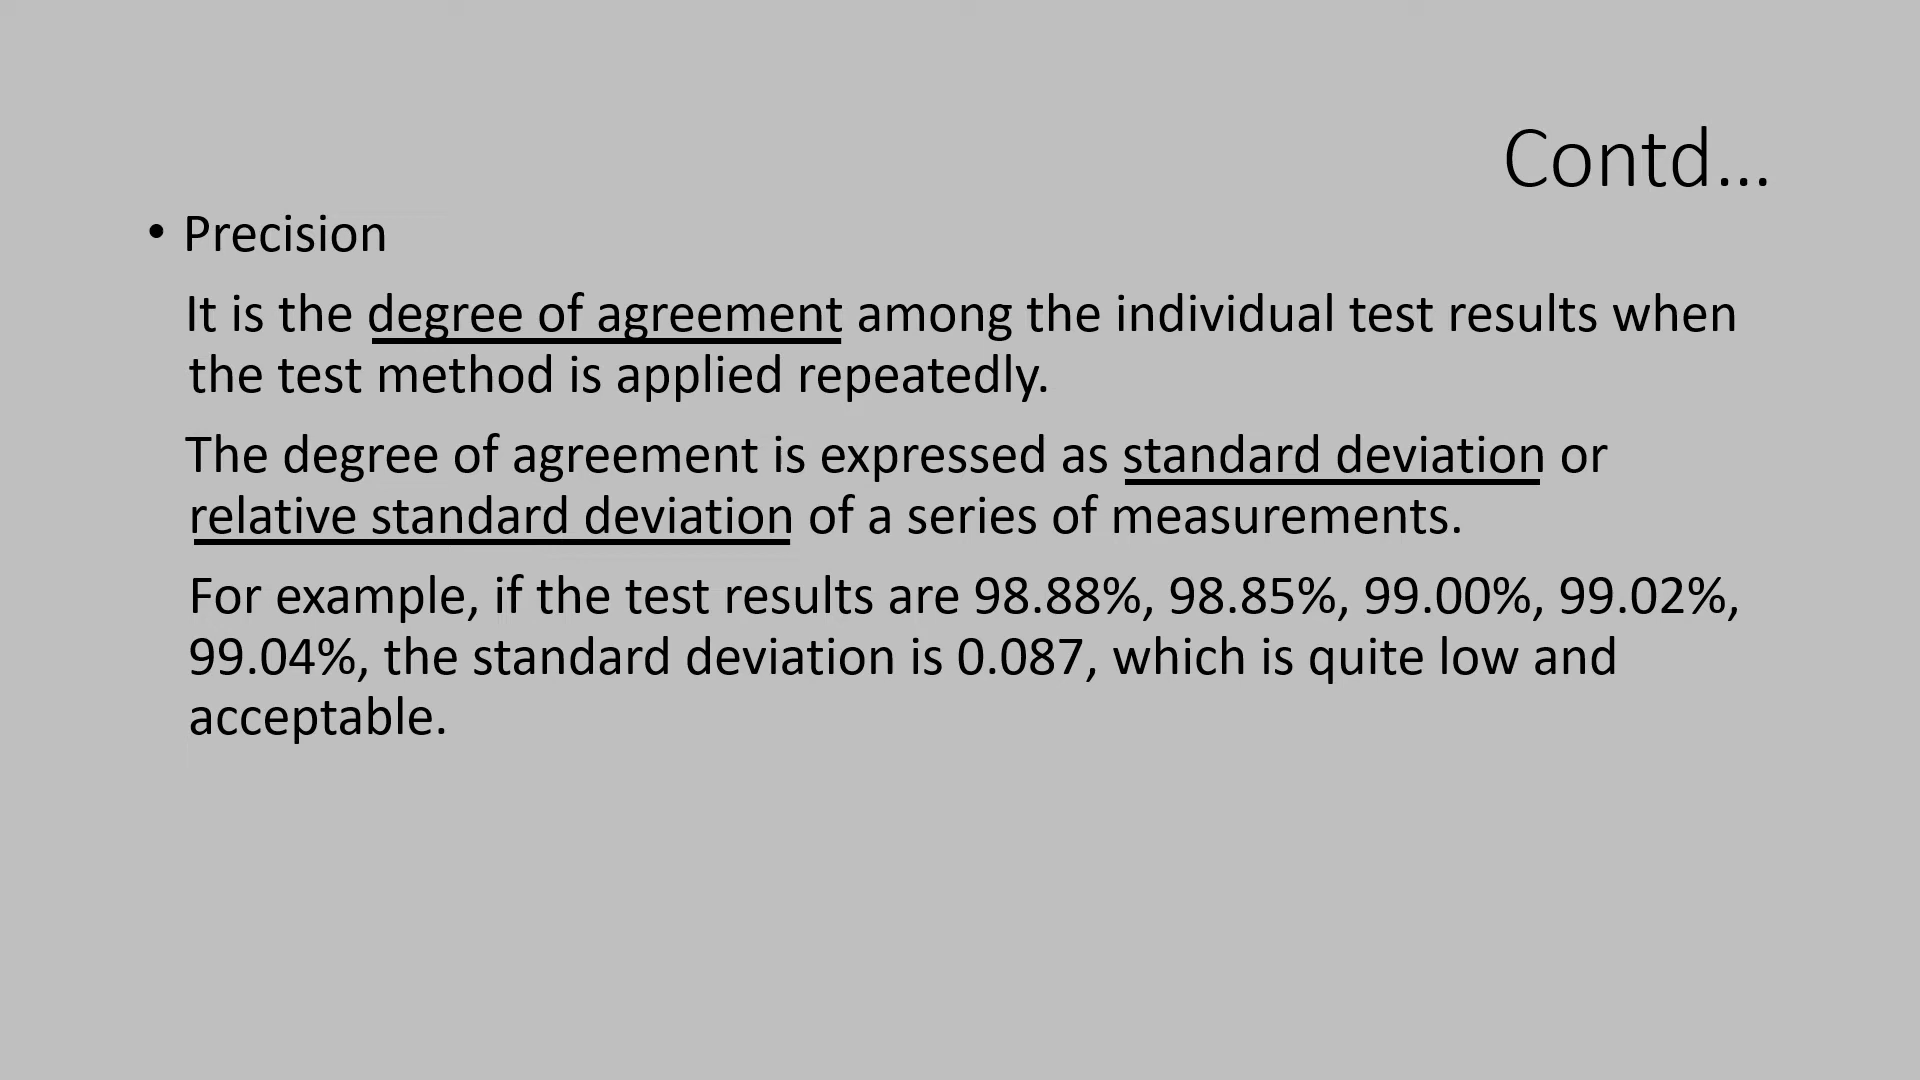 Contd...
• Precision
It is the degree of agreement among the individual test results when
the test method is applied repeatedly.
The degree of agreement is expressed as standard deviation or
relative standard deviation of a series of measurements.
For example, if the test results are 98.88%, 98.85%, 99.00%, 99.02%,
99.04%, the standard deviation is 0.087, which is quite low and
acceptable.